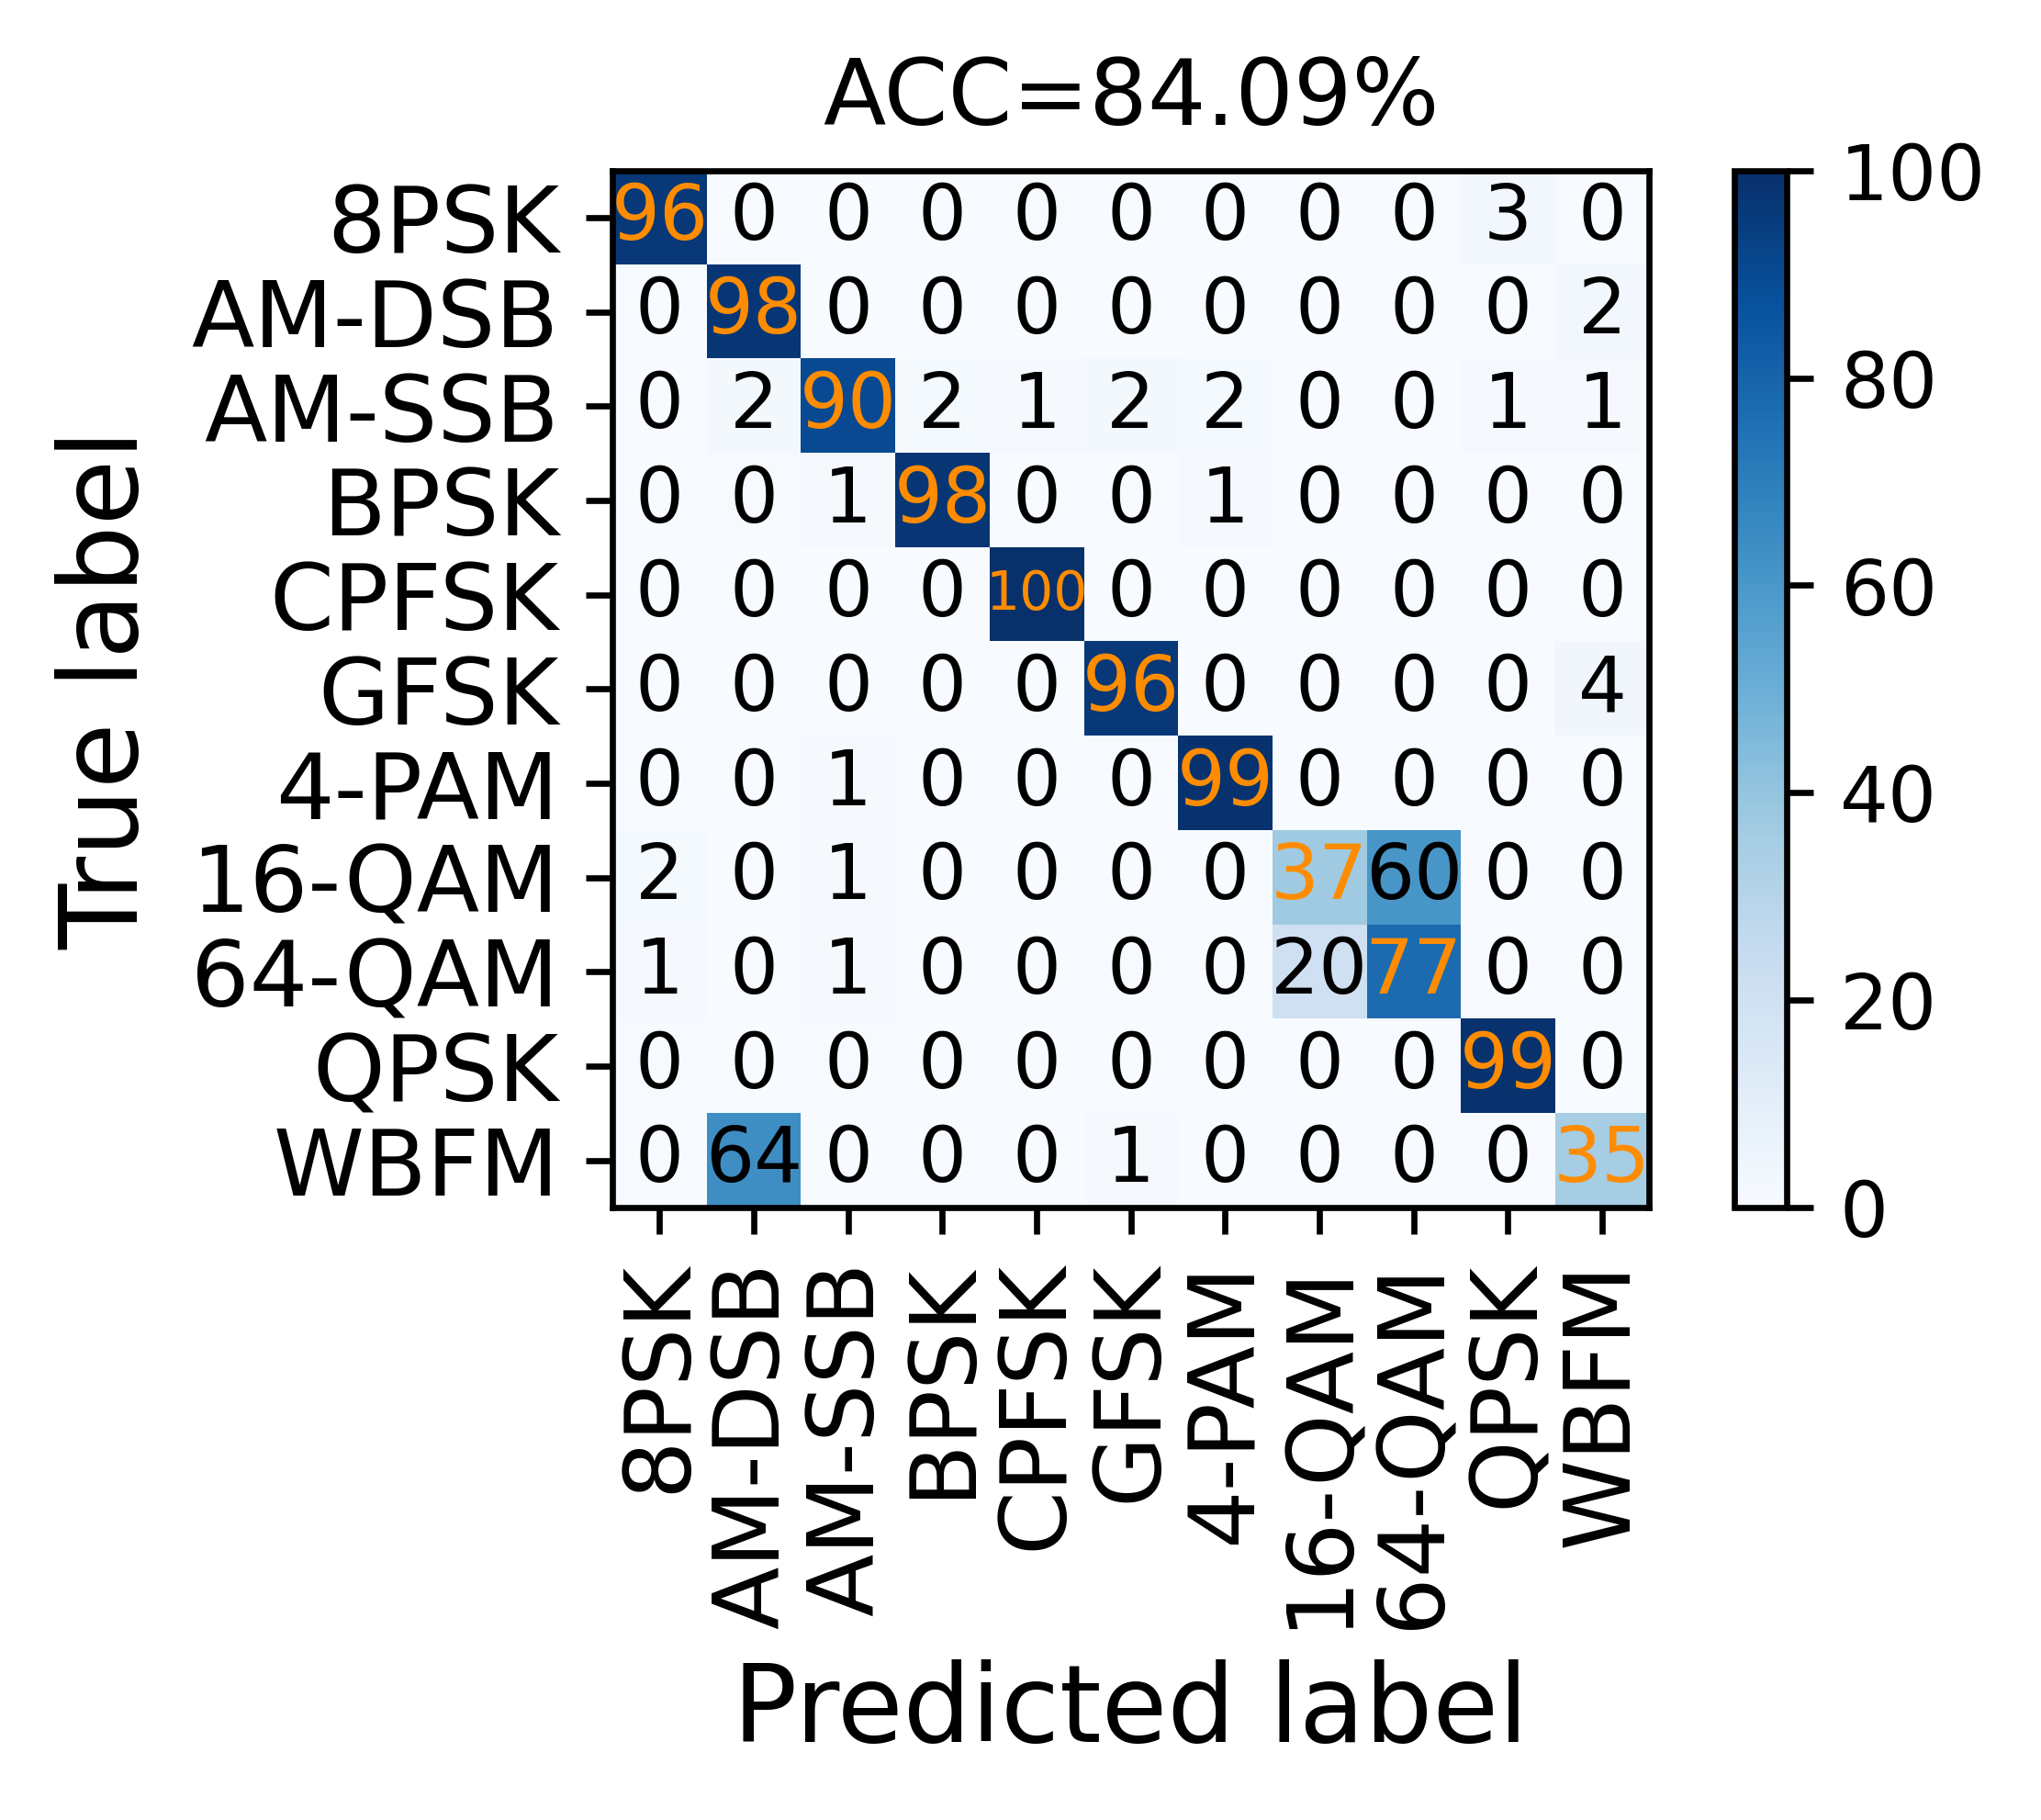 ACC=84.09%
8PSK 96 0 0 0 0 0 0 0 0 3 0
AM-DSB 0 98 0 0 0 0 0 0 0 0 2
AM-SSB 0 2 90 2 1 2 2 0 0 1 1
BPSK 0 0 1 98 0 0 1 0 0 0 0
CPFSK 0 0 0 0 100 0 0 0 0 0 0
GFSK 0 0 0 0 0 96 0 0 0 0 4
4-PAM 0 0 1 0 0 0 99 0 0 0 0
16-QAM 2 0 1 0 0 0 0 37 60 0 0
64-QAM 1 0 1 0 0 0 0 20 77 0 0
QPSK 0 0 0 0 0 0 0 0 0 99 0
WBFM 0 64 0 0 0 1 0 0 0 0 35
True label
8PSK AM-DSB AM-SSB BPSK CPFSK GFSK 4-PAM 16-QAM 64-QAM QPSK WBFM
Predicted label
100
80
60
40
20
0